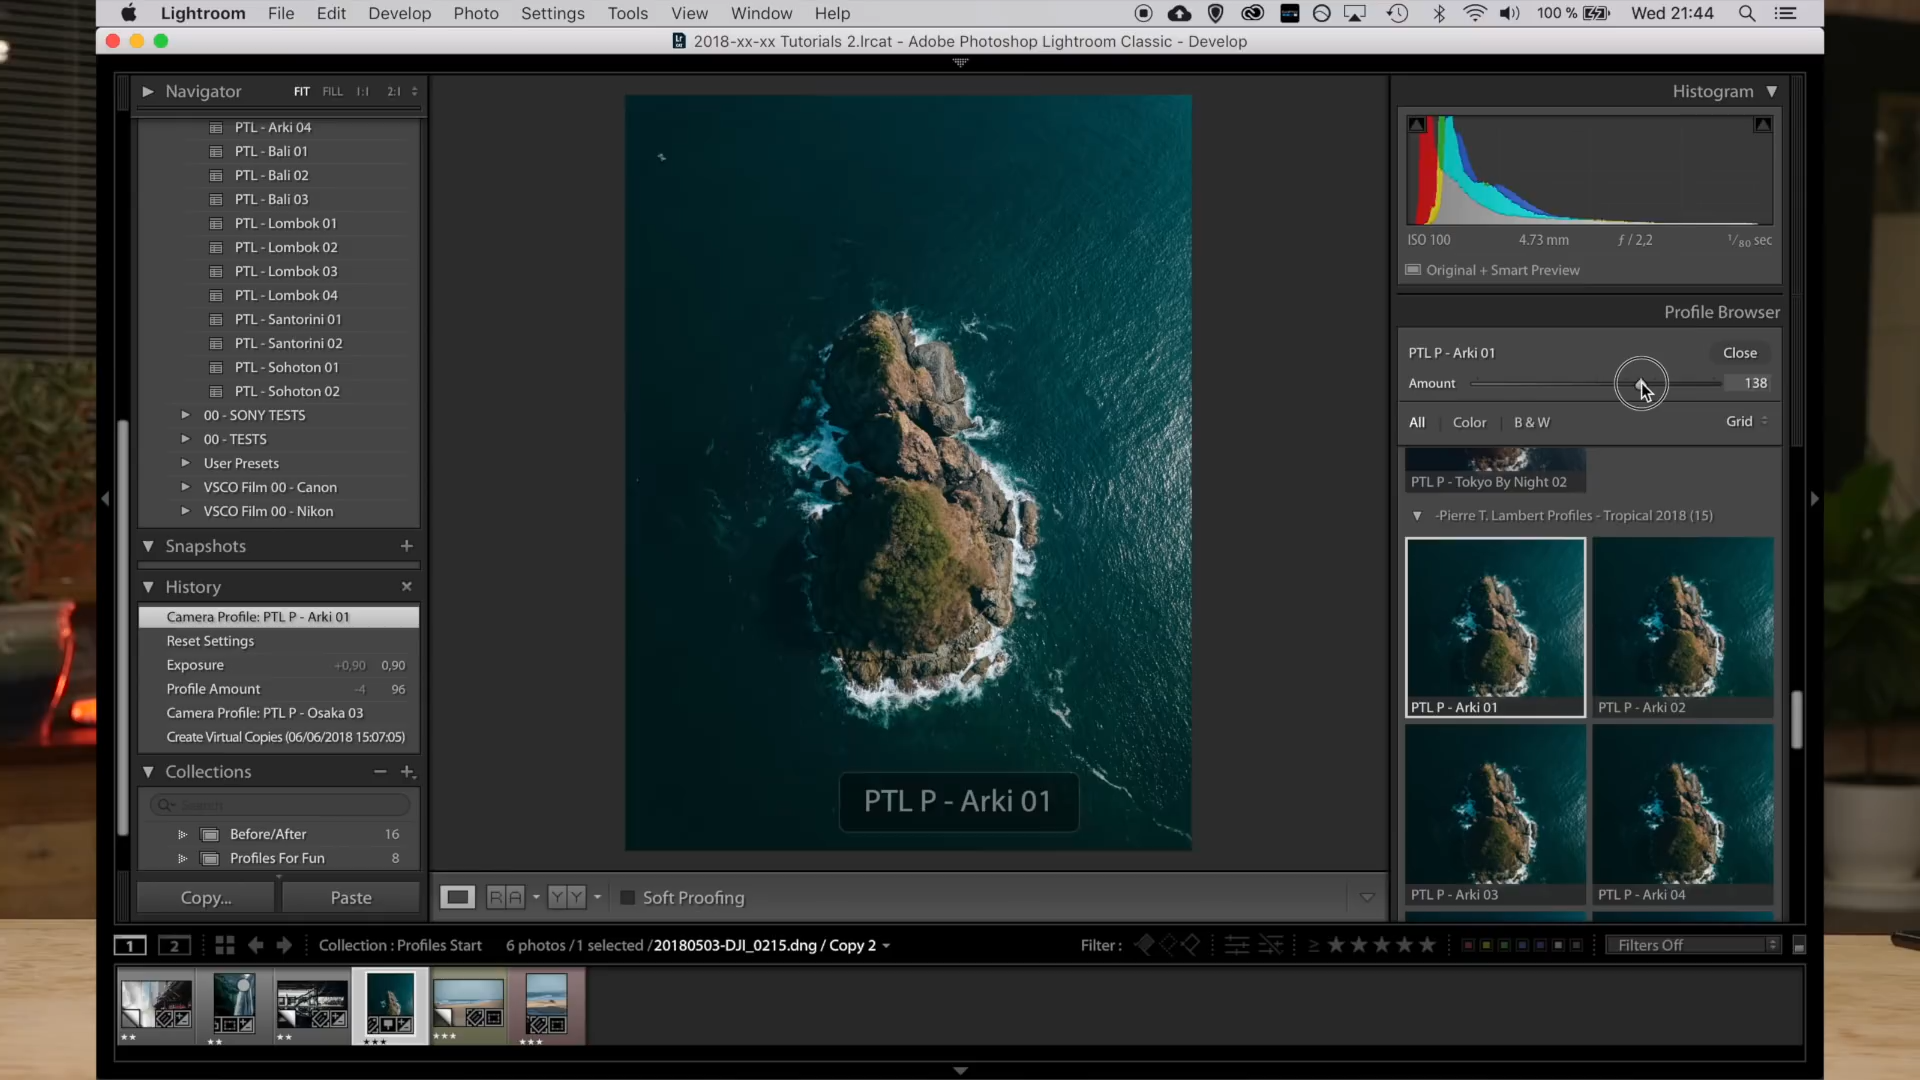 Lightroom File Edit Develop Photo Settings Tools View Window Help 100 % Wed 21:44
Lr 2018-xx-xx Tutorials 2.lrcat - Adobe Photoshop Lightroom Classic - Develop
Navigator FIT FILL 1:1 2:1
PTL - Arki 04
PTL - Bali 01
PTL - Bali 02
PTL - Bali 03
PTL - Lombok 01
PTL - Lombok 02
PTL - Lombok 03
PTL - Lombok 04
PTL - Santorini 01
PTL - Santorini 02
PTL - Sohoton 01
PTL - Sohoton 02
00 - SONY TESTS
00 - TESTS
User Presets
VSCO Film 00 - Canon
VSCO Film 00 - Nikon
Snapshots
History
Camera Profile: PTL P - Arki 01
Reset Settings
Exposure +0,90 0,90
Profile Amount -4 96
Camera Profile: PTL P - Osaka 03
Create Virtual Copies (06/06/2018 15:07:05)
Collections
Search
Before/After 16
Profiles For Fun 8
Copy... Paste
PTL P - Arki 01
R A Y Y Soft Proofing
Histogram
ISO 100 4.73 mm ƒ / 2,2 1/80 sec
Original + Smart Preview
Profile Browser
PTL P - Arki 01 Close
Amount 138
All Color B & W Grid
PTL P - Tokyo By Night 02
-Pierre T. Lambert Profiles - Tropical 2018 (15)
PTL P - Arki 01 PTL P - Arki 02
PTL P - Arki 03 PTL P - Arki 04
1 2 Collection : Profiles Start 6 photos / 1 selected / 20180503-DJI_0215.dng / Copy 2 Filter : ≥ Filters Off